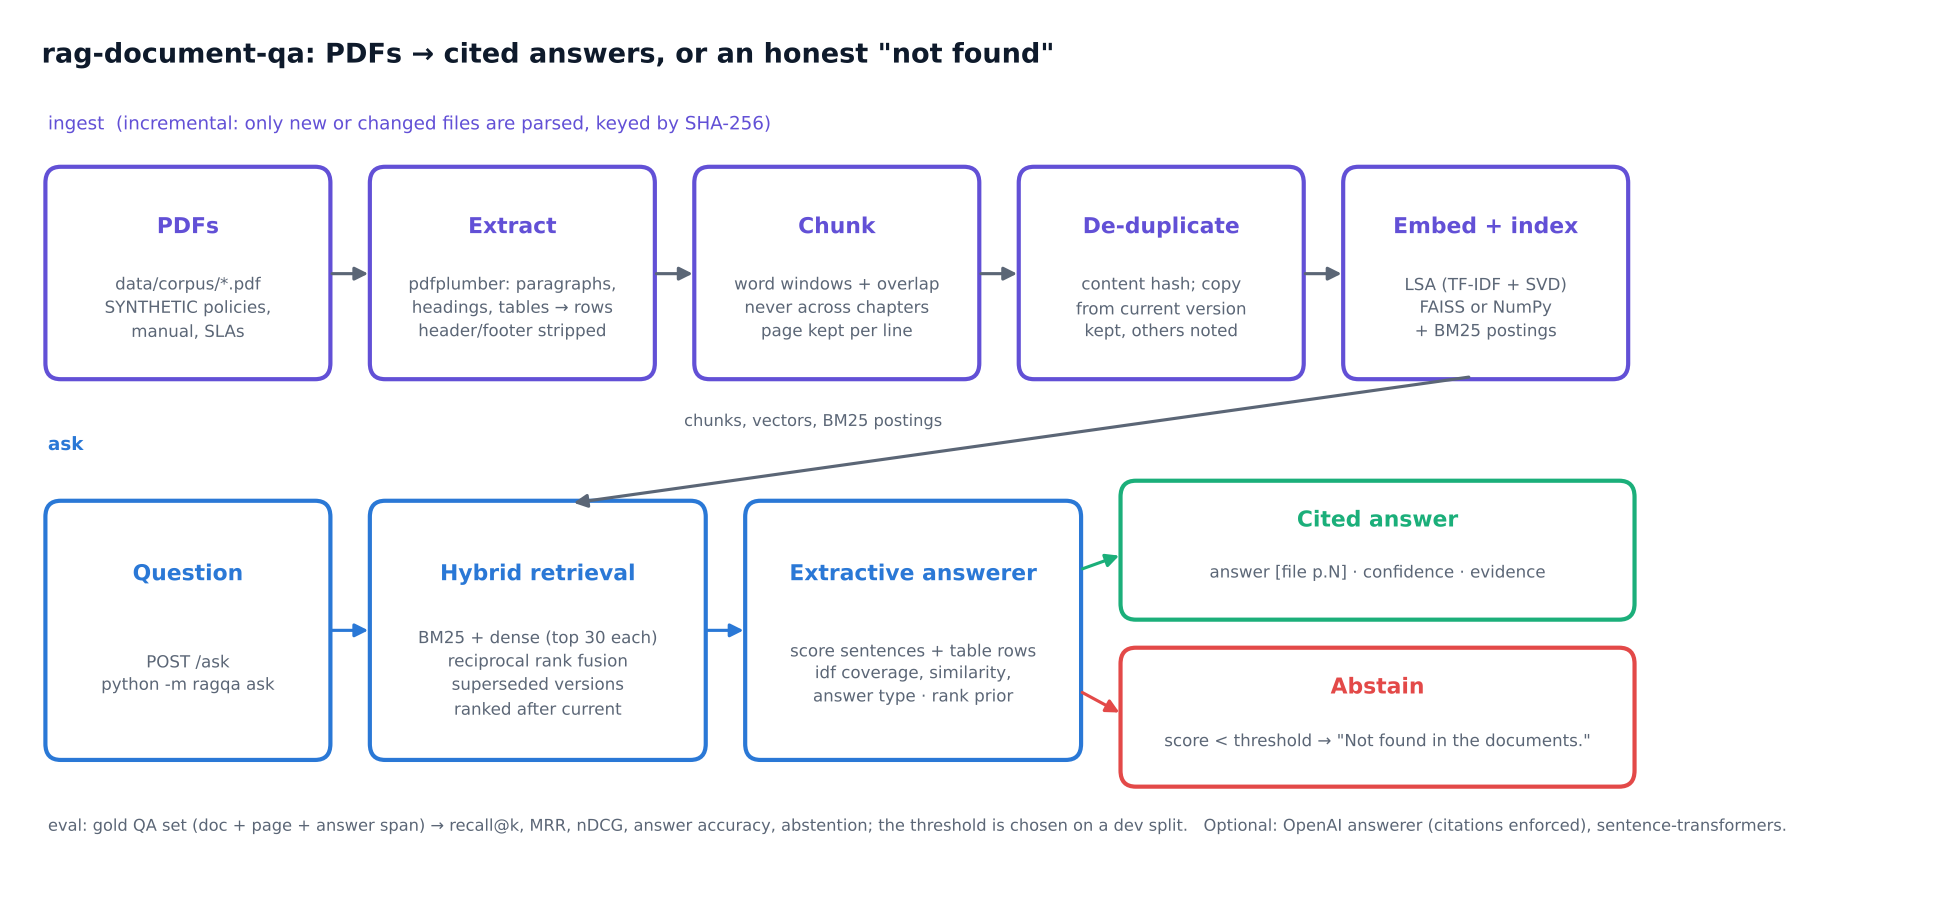 rag-document-qa: PDFs → cited answers, or an honest "not found"
ingest  (incremental: only new or changed files are parsed, keyed by SHA-256)
PDFs
data/corpus/*.pdf
SYNTHETIC policies,
manual, SLAs
Extract
pdfplumber: paragraphs,
headings, tables → rows
header/footer stripped
Chunk
word windows + overlap
never across chapters
page kept per line
De-duplicate
content hash; copy
from current version
kept, others noted
Embed + index
LSA (TF-IDF + SVD)
FAISS or NumPy
+ BM25 postings
chunks, vectors, BM25 postings
ask
Question
POST /ask
python -m ragqa ask
Hybrid retrieval
BM25 + dense (top 30 each)
reciprocal rank fusion
superseded versions
ranked after current
Extractive answerer
score sentences + table rows
idf coverage, similarity,
answer type · rank prior
Cited answer
answer [file p.N] · confidence · evidence
Abstain
score < threshold → "Not found in the documents."
eval: gold QA set (doc + page + answer span) → recall@k, MRR, nDCG, answer accuracy, abstention; the threshold is chosen on a dev split.   Optional: OpenAI answerer (citations enforced), sentence-transformers.